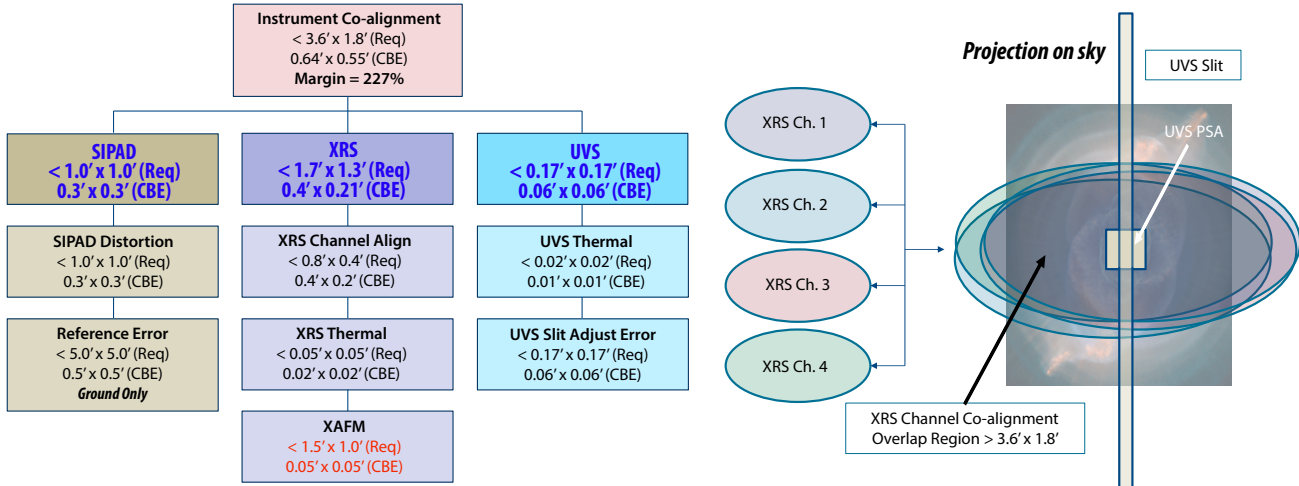 Instrument Co-alignment
< 3.6’ x 1.8’ (Req)
0.64’ x 0.55’ (CBE)
Margin = 227%
SIPAD
< 1.0’ x 1.0’ (Req)
0.3’ x 0.3’ (CBE)
SIPAD Distortion
< 1.0’ x 1.0’ (Req)
0.3’ x 0.3’ (CBE)
Reference Error
< 5.0’ x 5.0’ (Req)
0.5’ x 0.5’ (CBE)
Ground Only
XRS
< 1.7’ x 1.3’ (Req)
0.4’ x 0.21’ (CBE)
XRS Channel Align
< 0.8’ x 0.4’ (Req)
0.4’ x 0.2’ (CBE)
XRS Thermal
< 0.05’ x 0.05’ (Req)
0.02’ x 0.02’ (CBE)
XAFM
< 1.5’ x 1.0’ (Req)
0.05’ x 0.05’ (CBE)
UVS
< 0.17’ x 0.17’ (Req)
0.06’ x 0.06’ (CBE)
UVS Thermal
< 0.02’ x 0.02’ (Req)
0.01’ x 0.01’ (CBE)
UVS Slit Adjust Error
< 0.17’ x 0.17’ (Req)
0.06’ x 0.06’ (CBE)
Projection on sky
UVS Slit
UVS PSA
XRS Ch. 1
XRS Ch. 2
XRS Ch. 3
XRS Ch. 4
XRS Channel Co-alignment
Overlap Region > 3.6’ x 1.8’